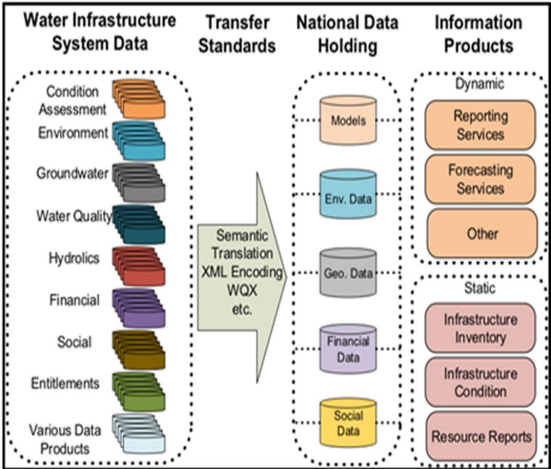 Water Infrastructure
System Data
Transfer
Standards
National Data
Holding
Information
Products
Condition
Assessment
Environment
Groundwater
Water Quality
Hydrolics
Financial
Social
Entitlements
Various Data
Products
Semantic
Translation
XML Encoding
WQX
etc.
Models
Env. Data
Geo. Data
Financial
Data
Social
Data
Dynamic
Reporting
Services
Forecasting
Services
Other
Static
Infrastructure
Inventory
Infrastructure
Condition
Resource Reports